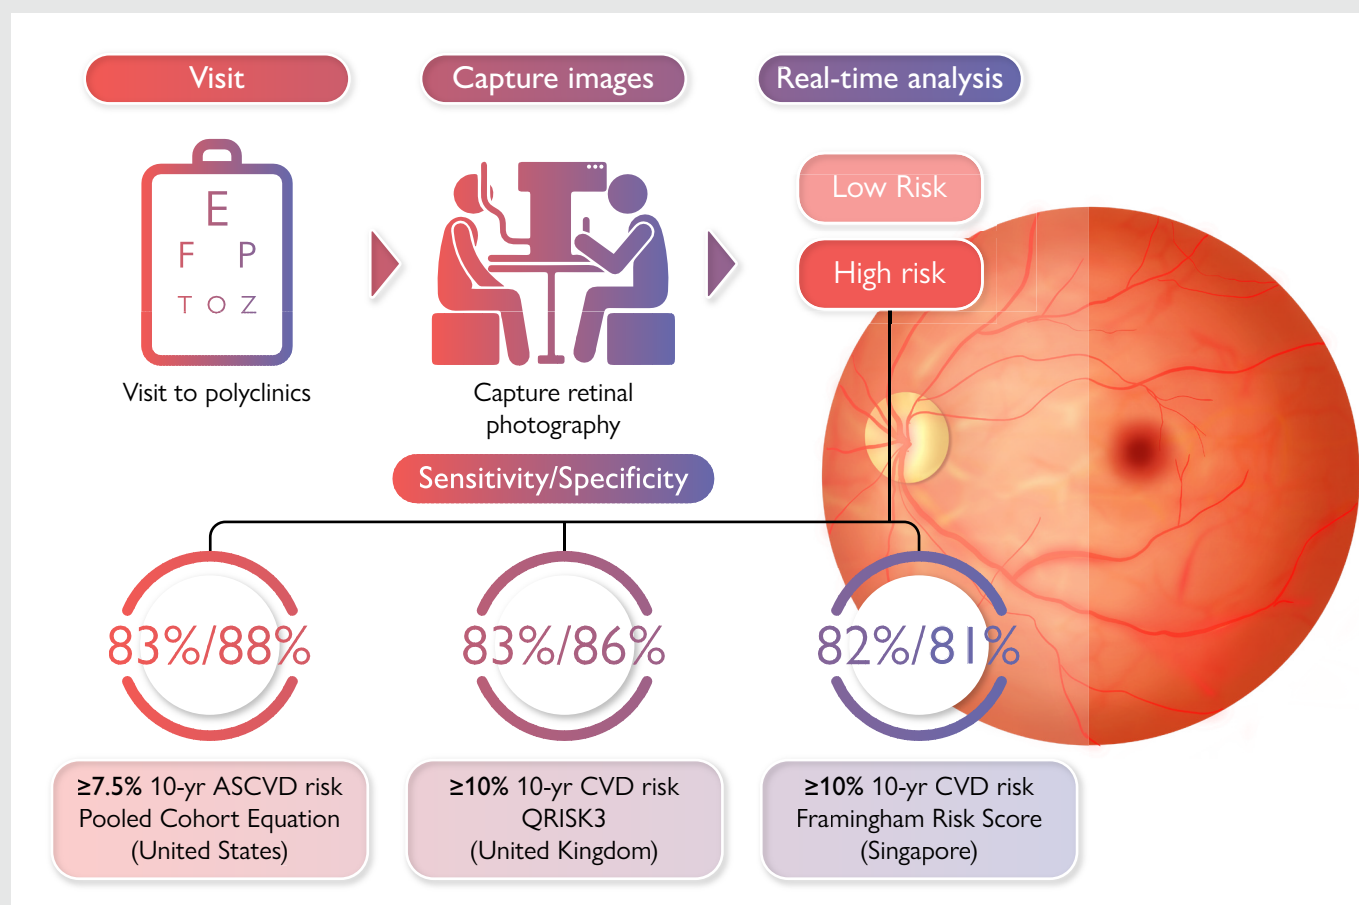 Visit
Capture images
Real-time analysis
E
F P
T O Z
Low Risk
High risk
Visit to polyclinics
Capture retinal
photography
Sensitivity/Specificity
83%/88%
83%/86%
82%/81%
≥7.5% 10-yr ASCVD risk
Pooled Cohort Equation
(United States)
≥10% 10-yr CVD risk
QRISK3
(United Kingdom)
≥10% 10-yr CVD risk
Framingham Risk Score
(Singapore)